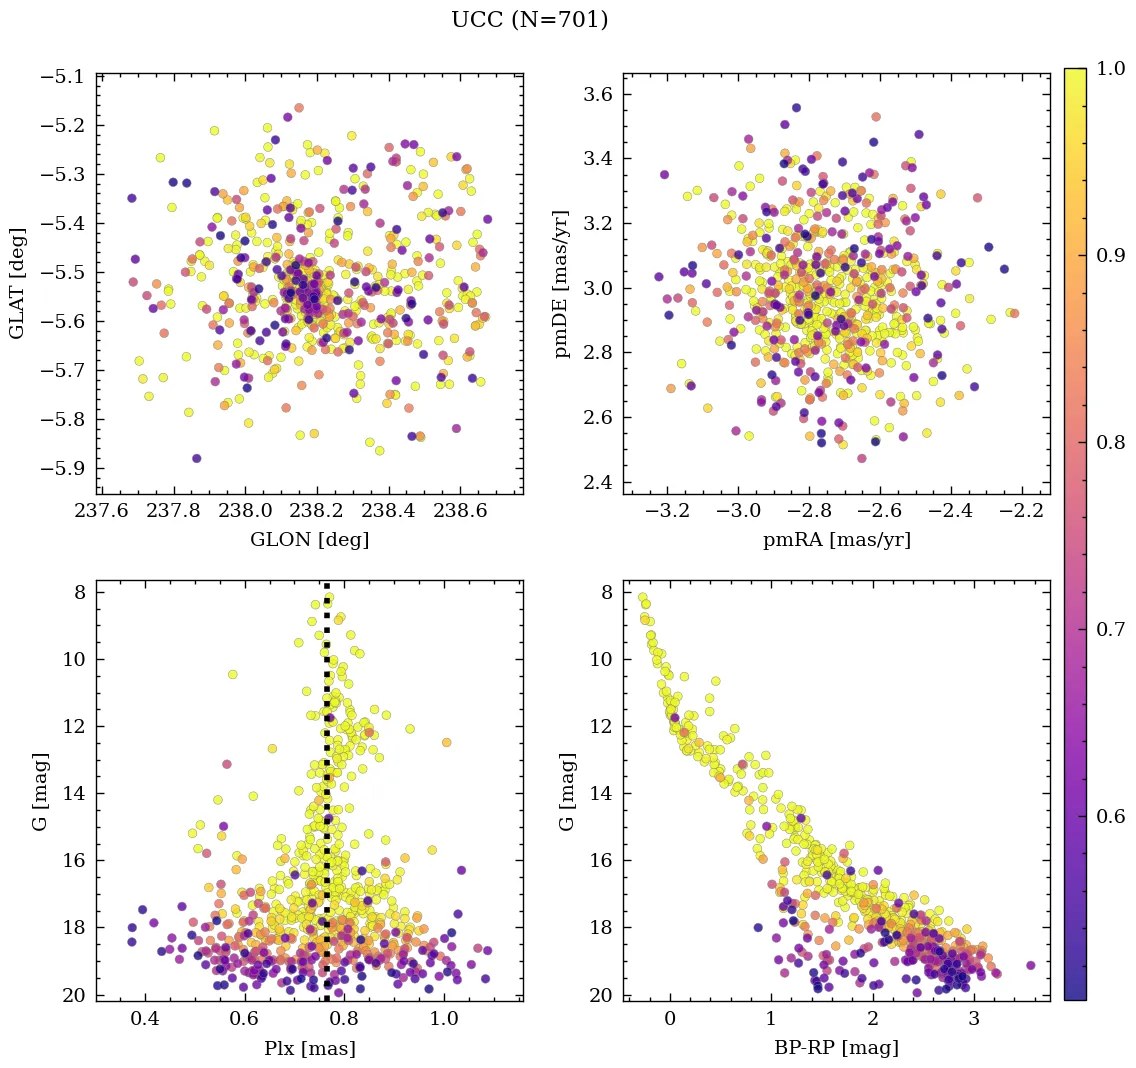 UCC (N=701)
−5.1
−5.2
−5.3
−5.4
−5.5
−5.6
−5.7
−5.8
−5.9
GLAT [deg]
237.6 237.8 238.0 238.2 238.4 238.6
GLON [deg]
3.6
3.4
3.2
3.0
2.8
2.6
2.4
pmDE [mas/yr]
−3.2 −3.0 −2.8 −2.6 −2.4 −2.2
pmRA [mas/yr]
8
10
12
14
16
18
20
G [mag]
0.4 0.6 0.8 1.0
Plx [mas]
8
10
12
14
16
18
20
G [mag]
0 1 2 3
BP-RP [mag]
1.0
0.9
0.8
0.7
0.6